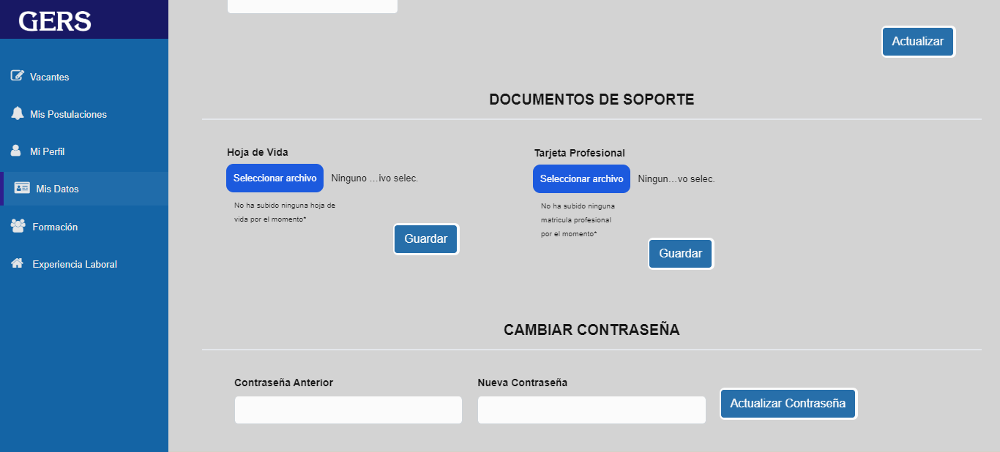 GERS
Vacantes
Mis Postulaciones
Mi Perfil
Mis Datos
Formación
Experiencia Laboral
Actualizar
DOCUMENTOS DE SOPORTE
Hoja de Vida
Seleccionar archivo Ninguno …ivo selec.
No ha subido ninguna hoja de
vida por el momento*
Guardar
Tarjeta Profesional
Seleccionar archivo Ningun…vo selec.
No ha subido ninguna
matricula profesional
por el momento*
Guardar
CAMBIAR CONTRASEÑA
Contraseña Anterior
Nueva Contraseña
Actualizar Contraseña